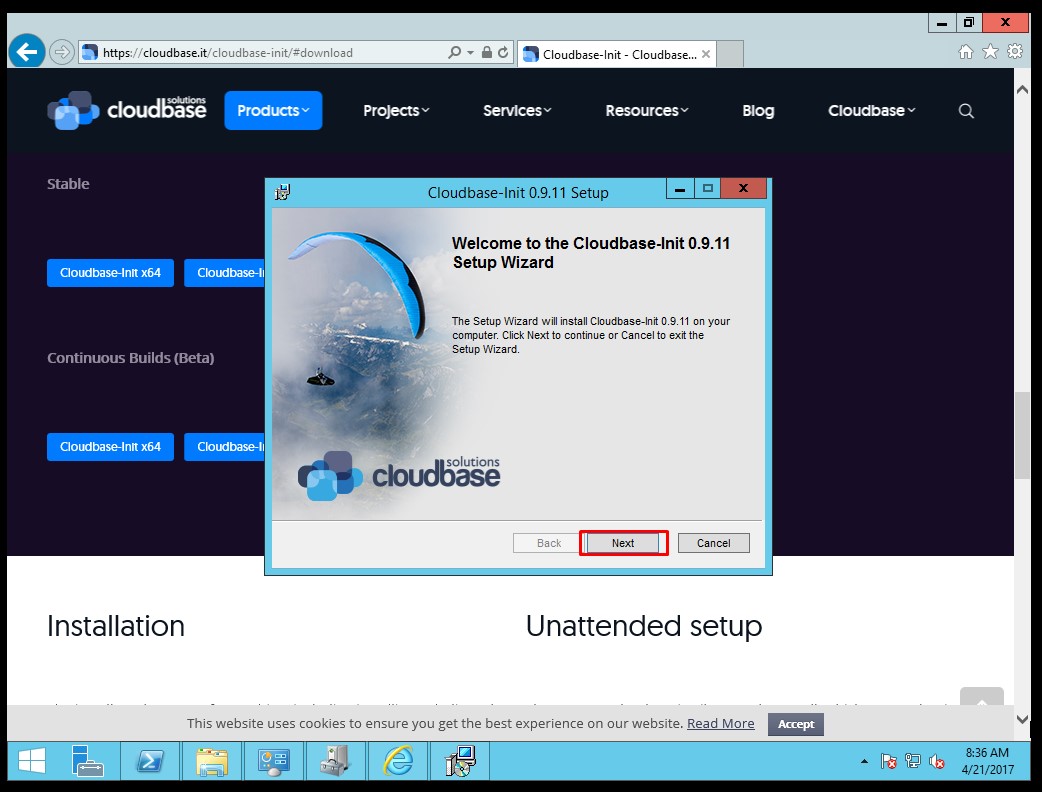 https://cloudbase.it/cloudbase-init/#download
Cloudbase-Init - Cloudbase...
cloudbase solutions
Products
Projects
Services
Resources
Blog
Cloudbase
Stable
Cloudbase-Init x64
Cloudbase-I
Continuous Builds (Beta)
Cloudbase-Init x64
Cloudbase-I
Cloudbase-Init 0.9.11 Setup
Welcome to the Cloudbase-Init 0.9.11
Setup Wizard
The Setup Wizard will install Cloudbase-Init 0.9.11 on your
computer. Click Next to continue or Cancel to exit the
Setup Wizard.
cloudbase solutions
Back
Next
Cancel
Installation
Unattended setup
This website uses cookies to ensure you get the best experience on our website. Read More
Accept
8:36 AM
4/21/2017